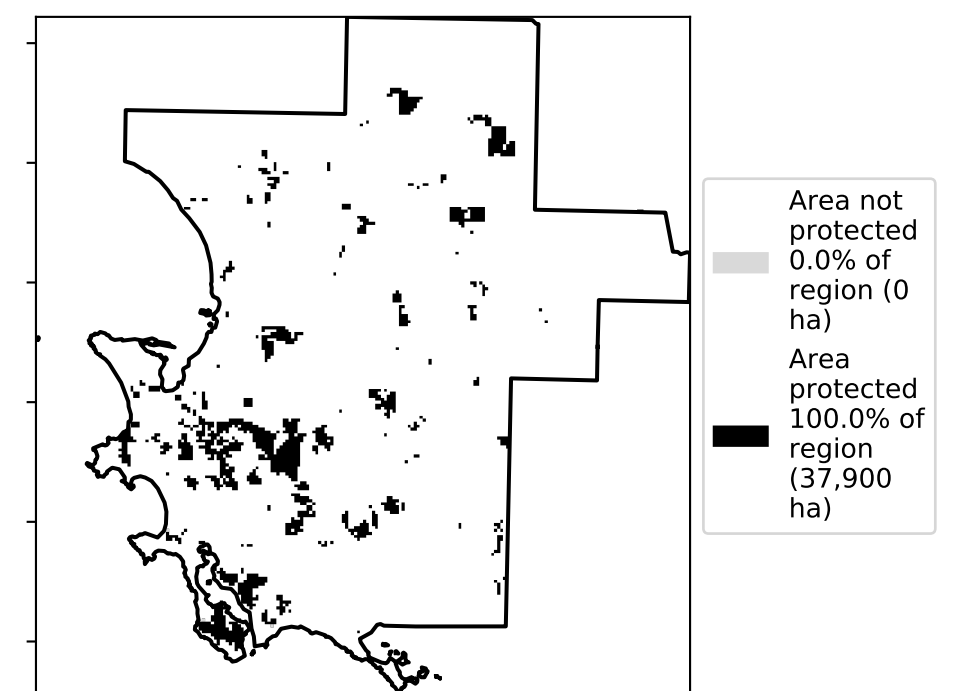 Area not
protected
0.0% of
region (0
ha)
Area
protected
100.0% of
region
(37,900
ha)